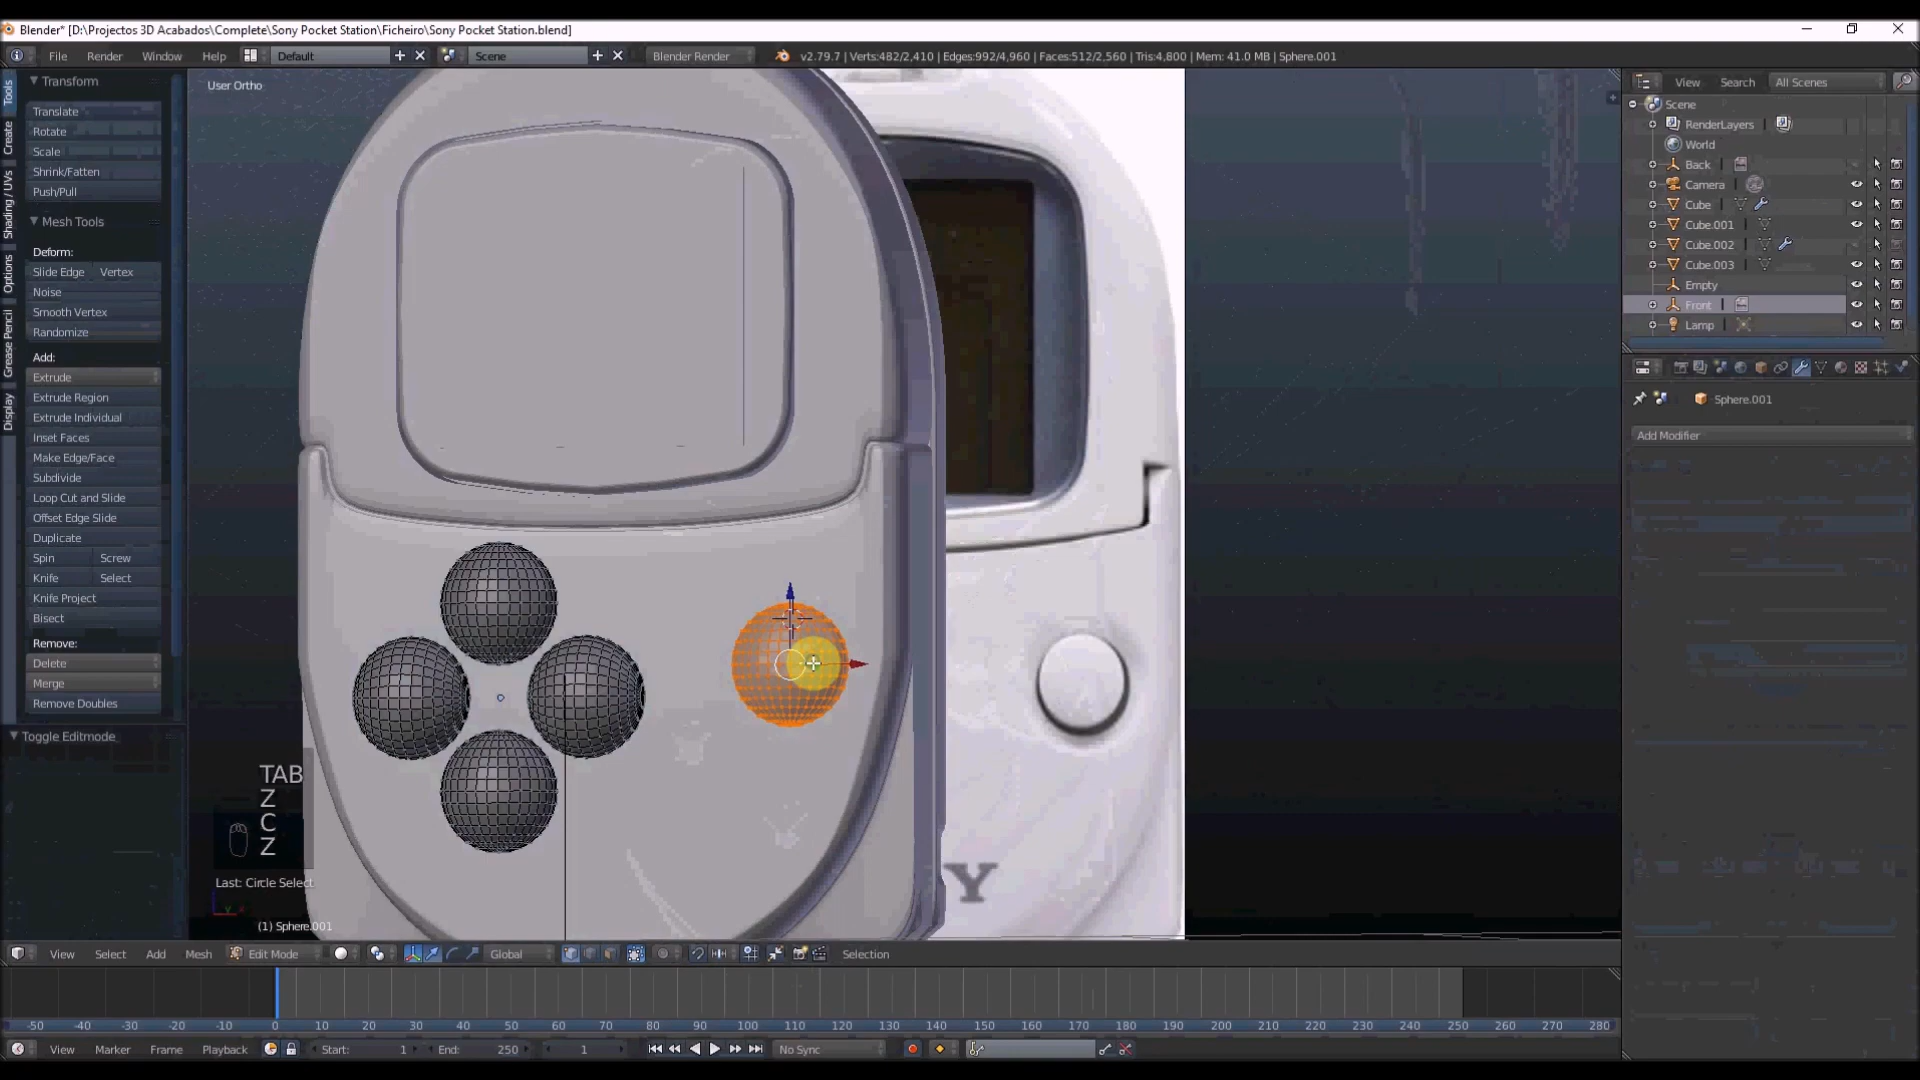 Blender* [D:\Projectos 3D Acabados\Complete\Sony Pocket Station\Ficheiro\Sony Pocket Station.blend]
File Render Window Help Default Scene Blender Render v2.79.7 | Verts:482/2,410 | Edges:992/4,960 | Faces:512/2,560 | Tris:4,800 | Mem: 41.0 MB | Sphere.001
Tools
Create
Shading / UVs
Options
Grease Pencil
Display
Transform
Translate
Rotate
Scale
Shrink/Fatten
Push/Pull
Mesh Tools
Deform:
Slide Edge Vertex
Noise
Smooth Vertex
Randomize
Add:
Extrude
Extrude Region
Extrude Individual
Inset Faces
Make Edge/Face
Subdivide
Loop Cut and Slide
Offset Edge Slide
Duplicate
Spin Screw
Knife Select
Knife Project
Bisect
Remove:
Delete
Merge
Remove Doubles
Toggle Editmode
User Ortho
Y
TAB
Z
C
Z
Last: Circle Select
(1) Sphere.001
View Search All Scenes
Scene
RenderLayers
World
Back
Camera
Cube
Cube.001
Cube.002
Cube.003
Empty
Front
Lamp
Sphere.001
Add Modifier
View Select Add Mesh Edit Mode Global Selection
-50 -40 -30 -20 -10 0 10 20 30 40 50 60 70 80 90 100 110 120 130 140 150 160 170 180 190 200 210 220 230 240 250 260 270 280
View Marker Frame Playback Start: 1 End: 250 1 No Sync